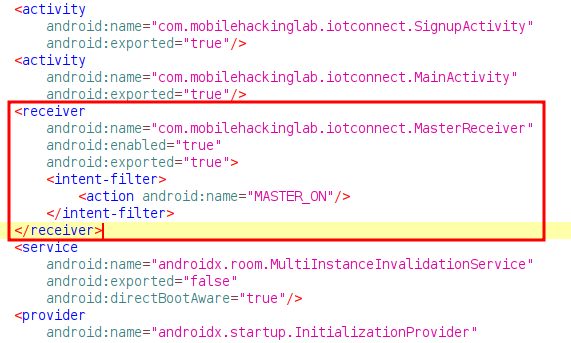 <activity
    android:name="com.mobilehackinglab.iotconnect.SignupActivity"
    android:exported="true"/>
<activity
    android:name="com.mobilehackinglab.iotconnect.MainActivity"
    android:exported="true"/>
<receiver
    android:name="com.mobilehackinglab.iotconnect.MasterReceiver"
    android:enabled="true"
    android:exported="true">
    <intent-filter>
        <action android:name="MASTER_ON"/>
    </intent-filter>
</receiver>
<service
    android:name="androidx.room.MultiInstanceInvalidationService"
    android:exported="false"
    android:directBootAware="true"/>
<provider
    android:name="androidx.startup.InitializationProvider"